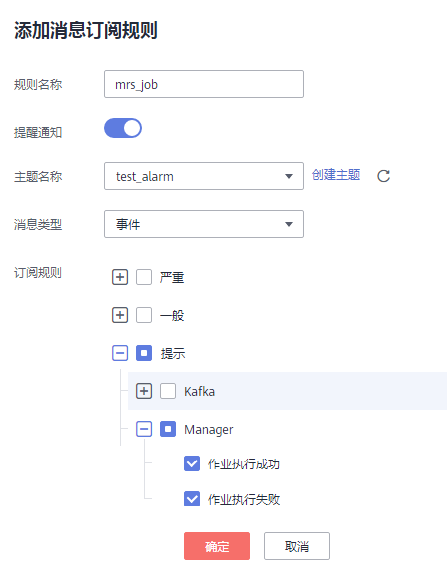 添加消息订阅规则
规则名称 mrs_job
提醒通知
主题名称 test_alarm 创建主题
消息类型 事件
订阅规则 严重
一般
提示
Kafka
Manager
作业执行成功
作业执行失败
确定 取消